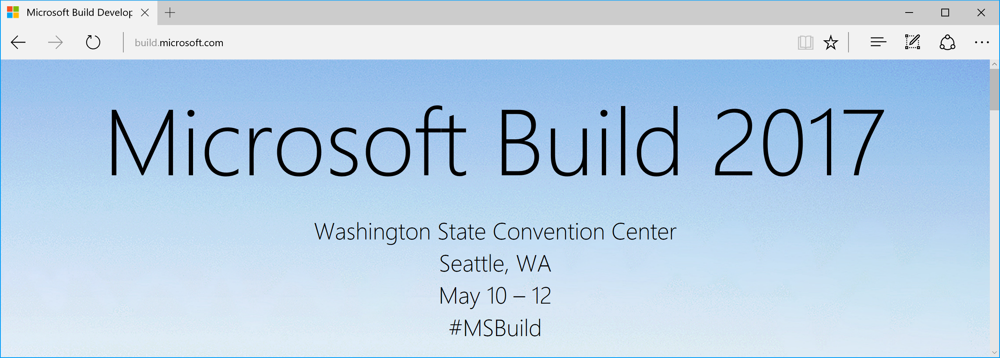 Microsoft Build Develop
build.microsoft.com
Microsoft Build 2017
Washington State Convention Center
Seattle, WA
May 10 – 12
#MSBuild